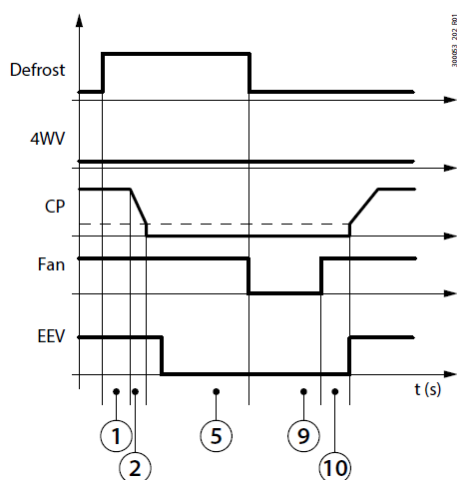 300053 202 R01
Defrost
4WV
CP
Fan
EEV
t (s)
1
5
9
2
10